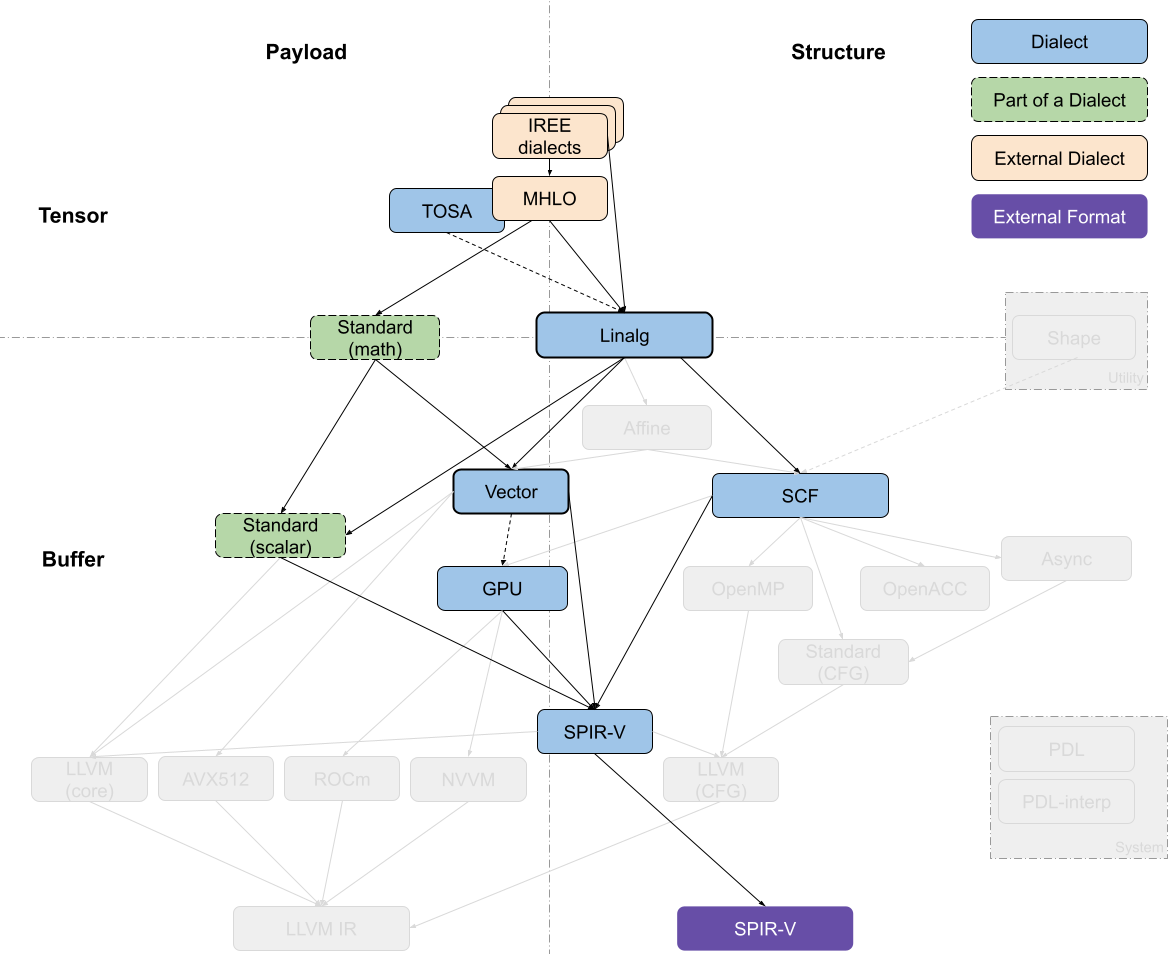 Payload
Structure
Dialect
Part of a Dialect
External Dialect
External Format
IREE
dialects
MHLO
TOSA
Tensor
Standard
(math)
Linalg
Shape
Utility
Affine
Vector
SCF
Standard
(scalar)
Buffer
GPU
OpenMP
OpenACC
Async
Standard
(CFG)
SPIR-V
LLVM
(core)
AVX512
ROCm
NVVM
LLVM
(CFG)
PDL
PDL-interp
System
LLVM IR
SPIR-V